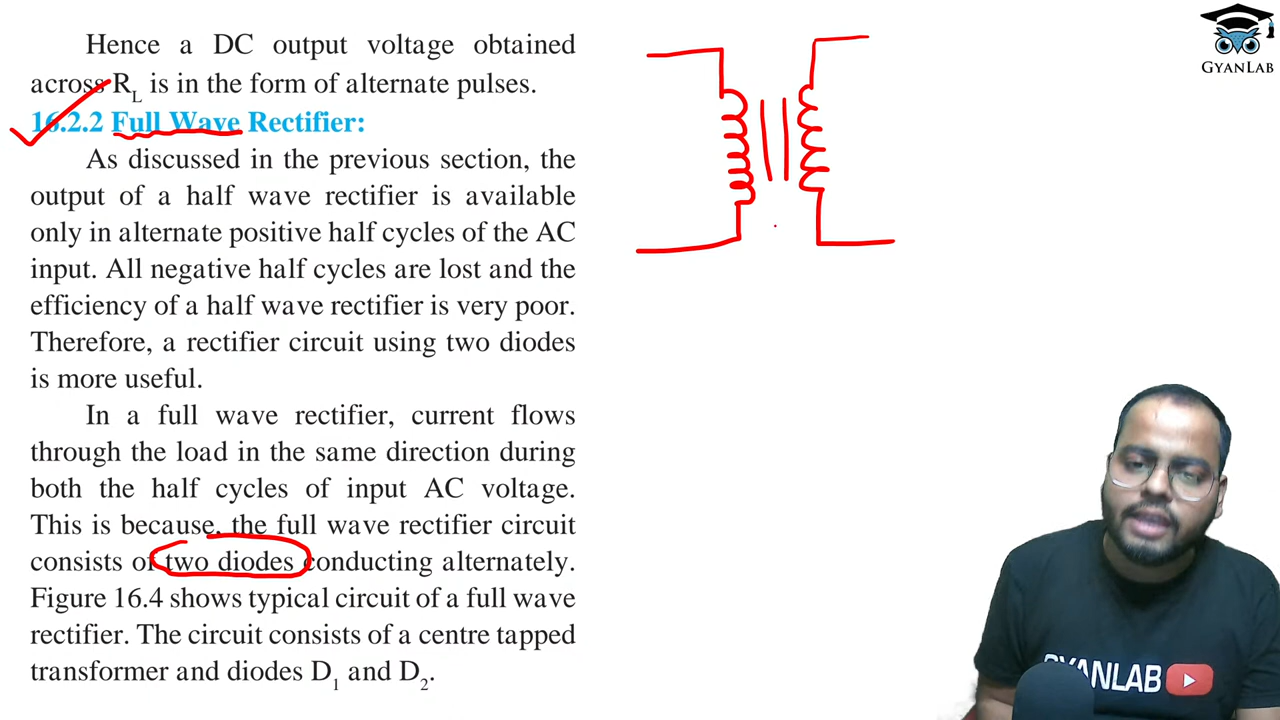 Hence a DC output voltage obtained
across R_L is in the form of alternate pulses.
16.2.2 Full Wave Rectifier:
As discussed in the previous section, the
output of a half wave rectifier is available
only in alternate positive half cycles of the AC
input. All negative half cycles are lost and the
efficiency of a half wave rectifier is very poor.
Therefore, a rectifier circuit using two diodes
is more useful.
In a full wave rectifier, current flows
through the load in the same direction during
both the half cycles of input AC voltage.
This is because, the full wave rectifier circuit
consists of two diodes conducting alternately.
Figure 16.4 shows typical circuit of a full wave
rectifier. The circuit consists of a centre tapped
transformer and diodes D_1 and D_2.
GYANLAB
GYANLAB